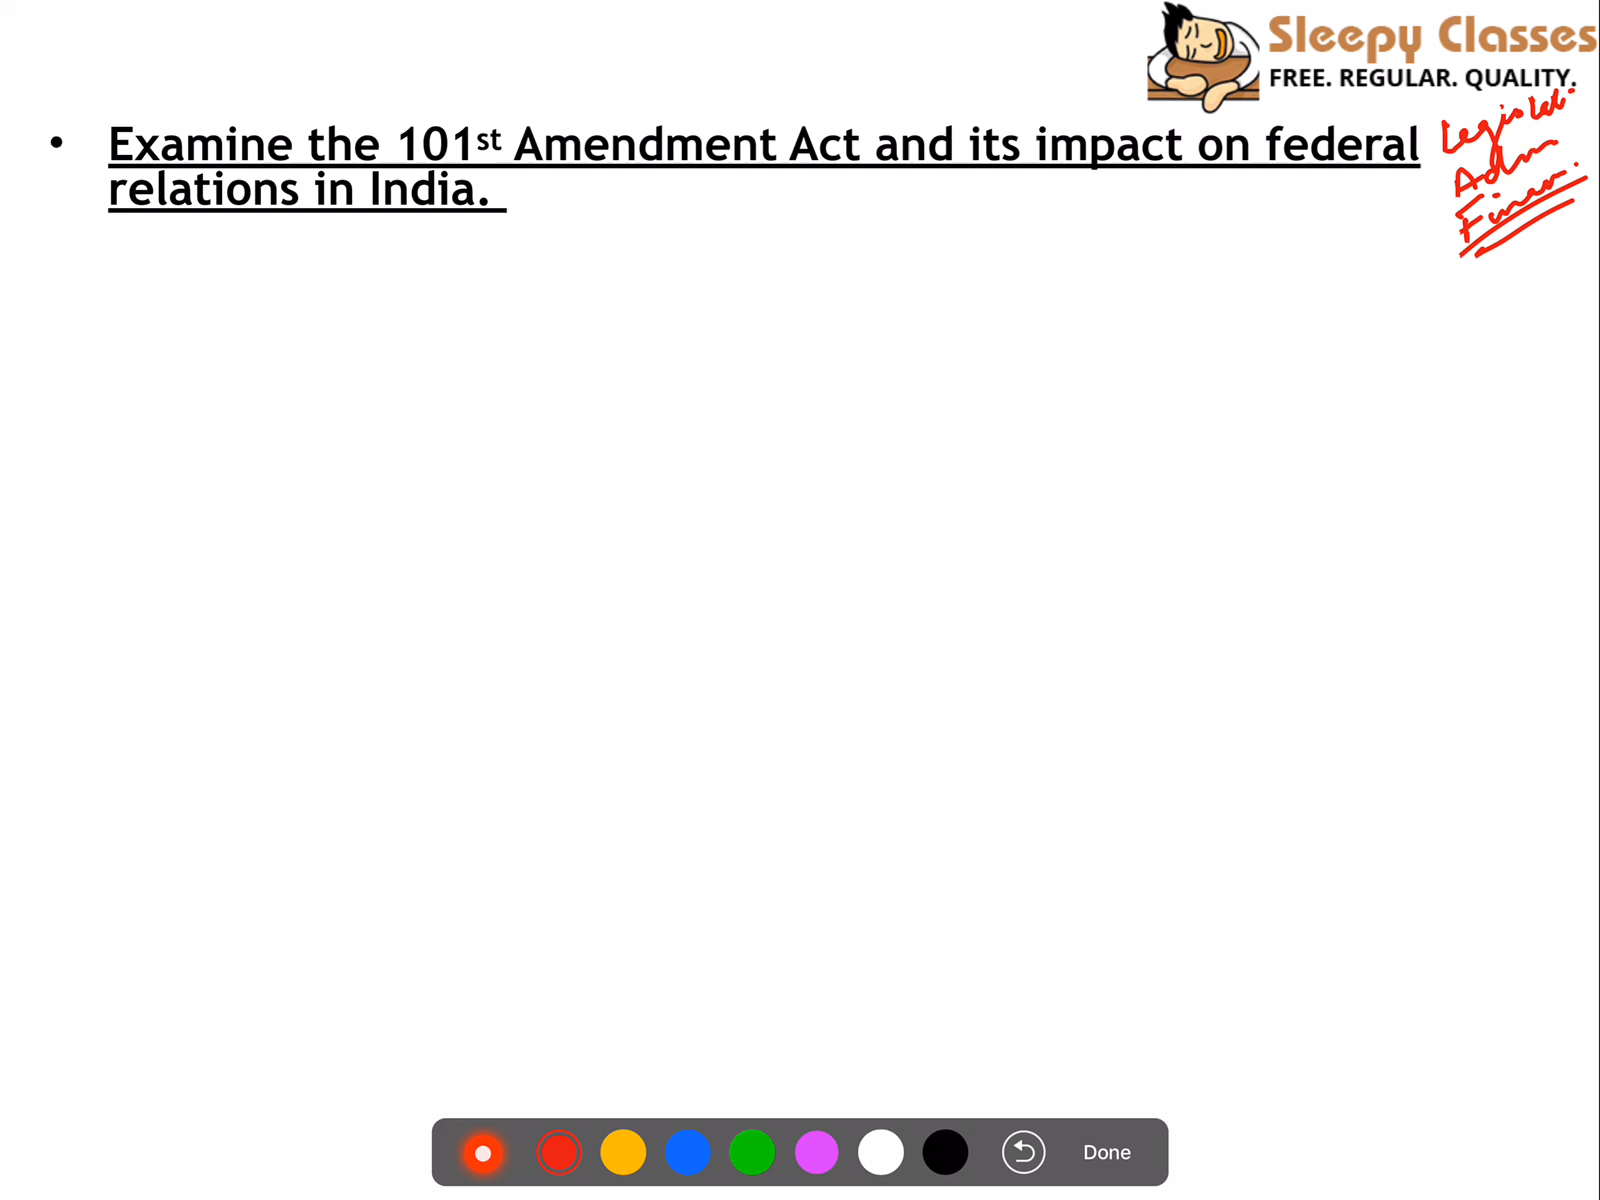 Sleepy Classes
FREE. REGULAR. QUALITY.
• Examine the 101st Amendment Act and its impact on federal
relations in India.
Legislat.
Adm
Finan.
Done